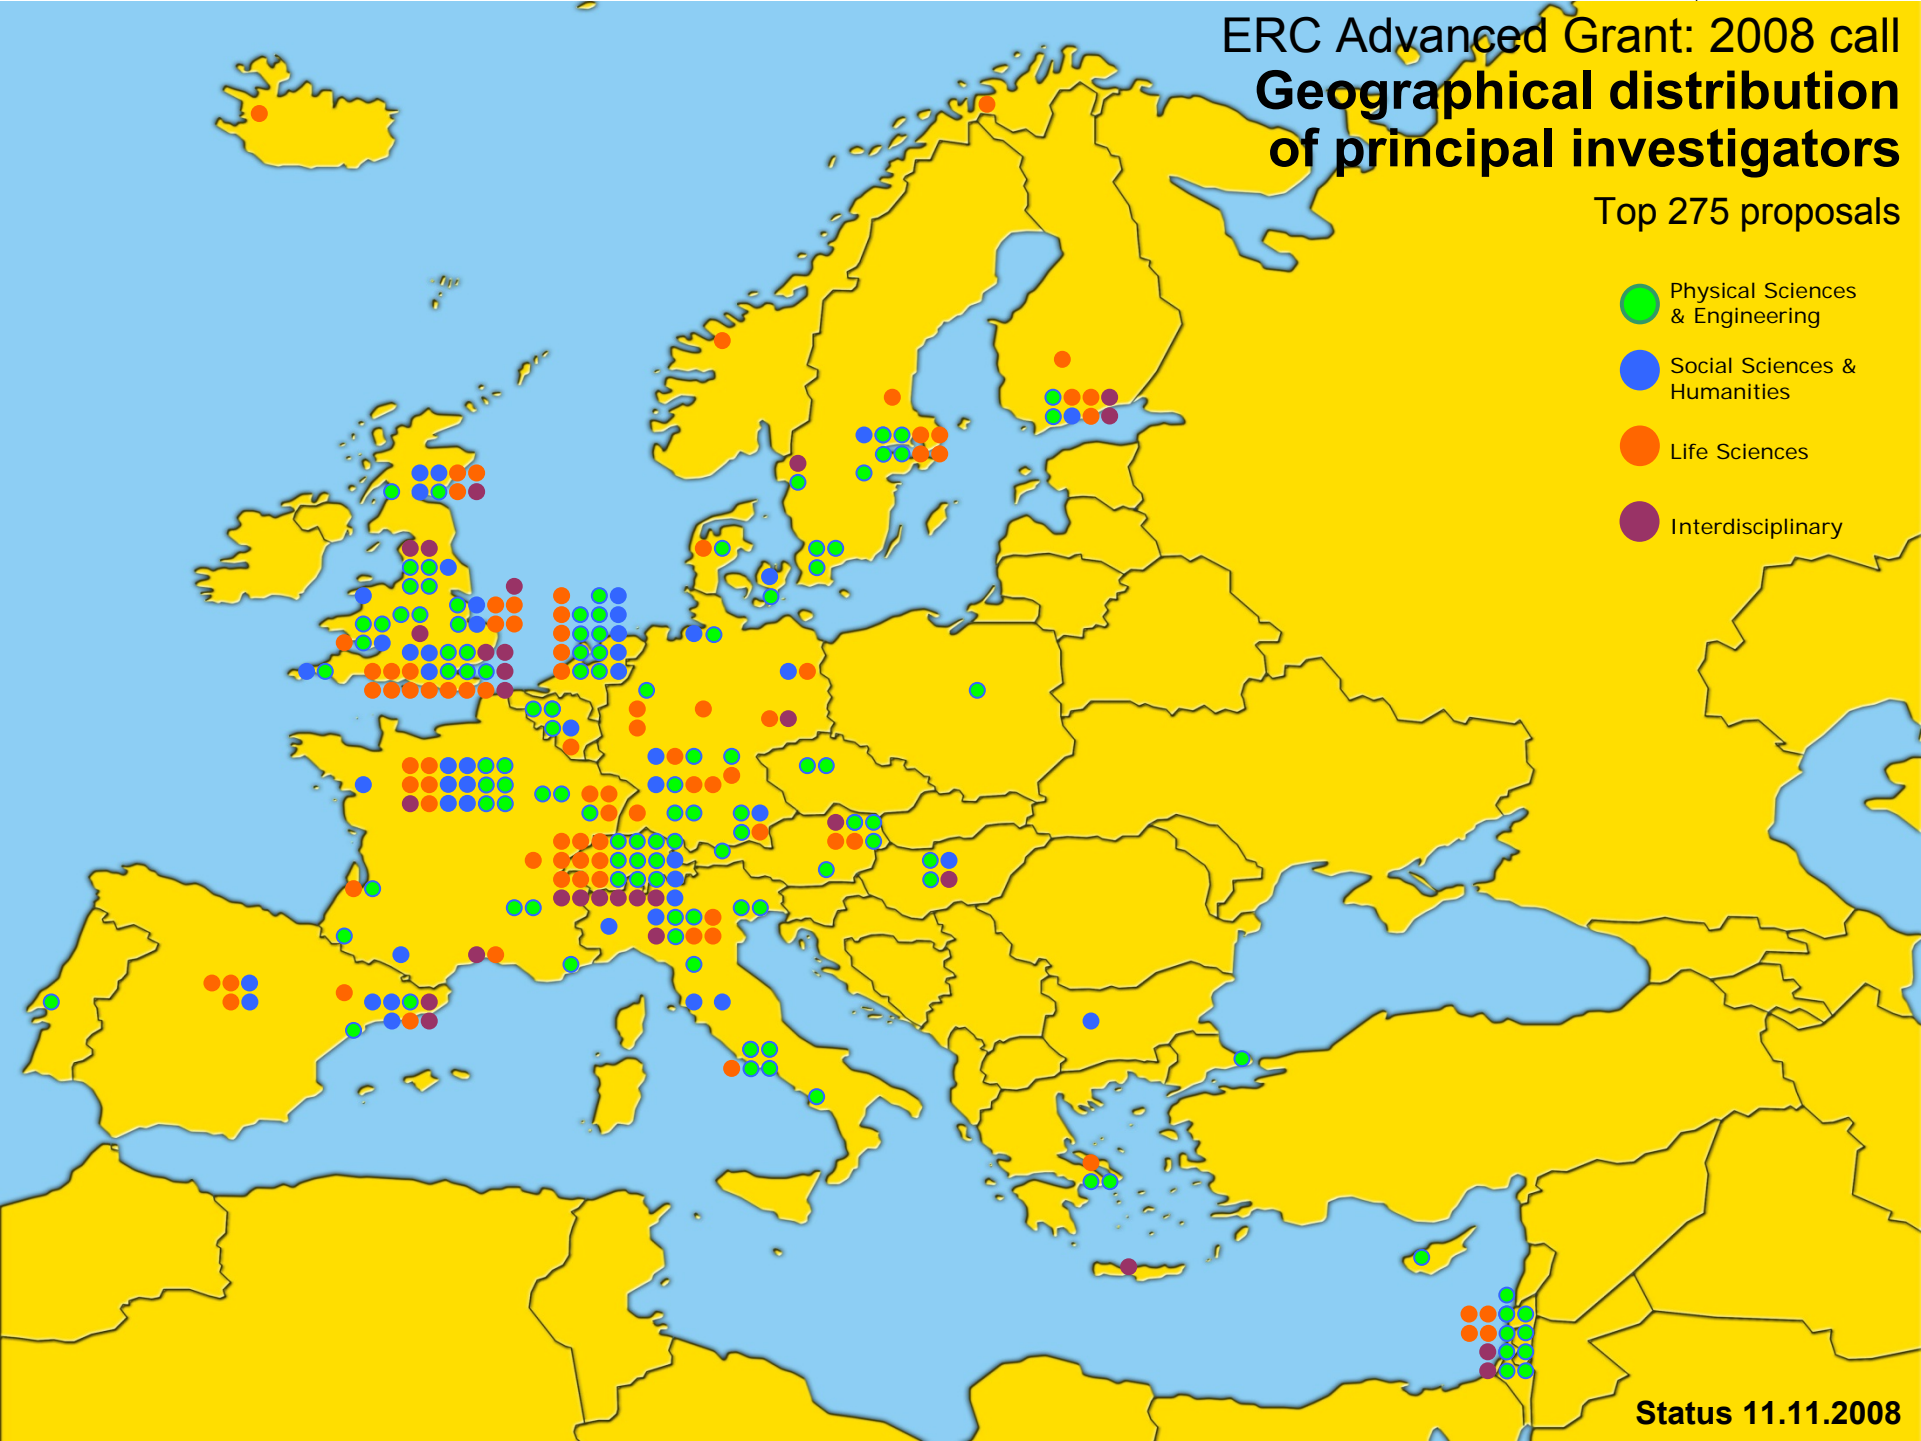 ERC Advanced Grant: 2008 call
Geographical distribution
of principal investigators
Top 275 proposals
Physical Sciences
& Engineering
Social Sciences &
Humanities
Life Sciences
Interdisciplinary
Status 11.11.2008